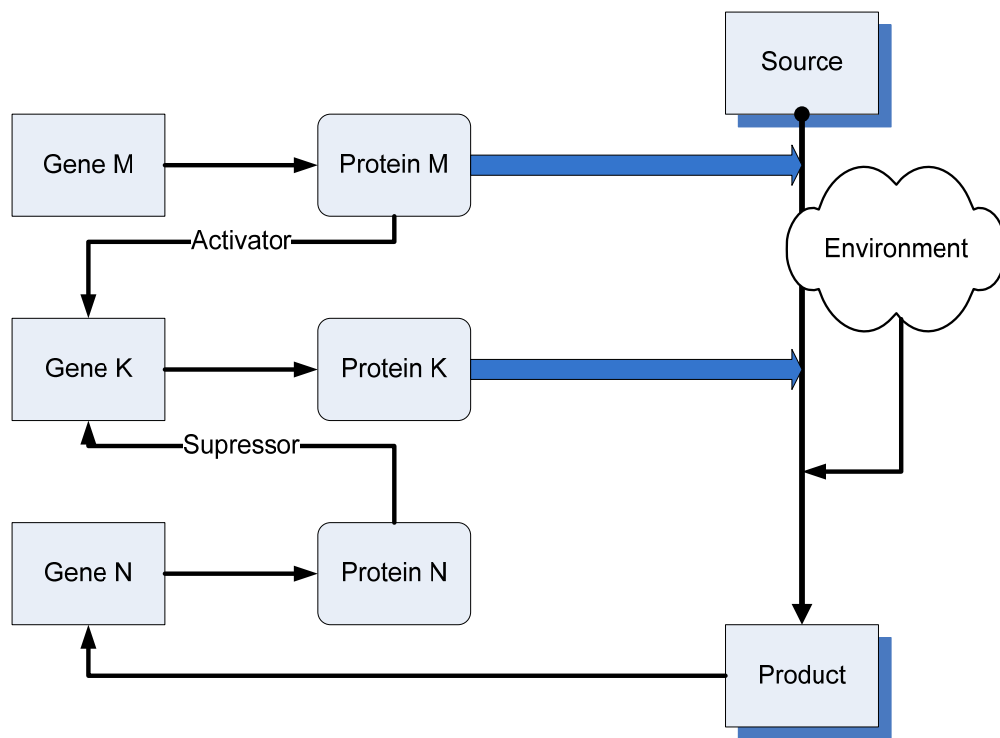 Source
Gene M
Protein M
Activator
Environment
Gene K
Protein K
Supressor
Gene N
Protein N
Product